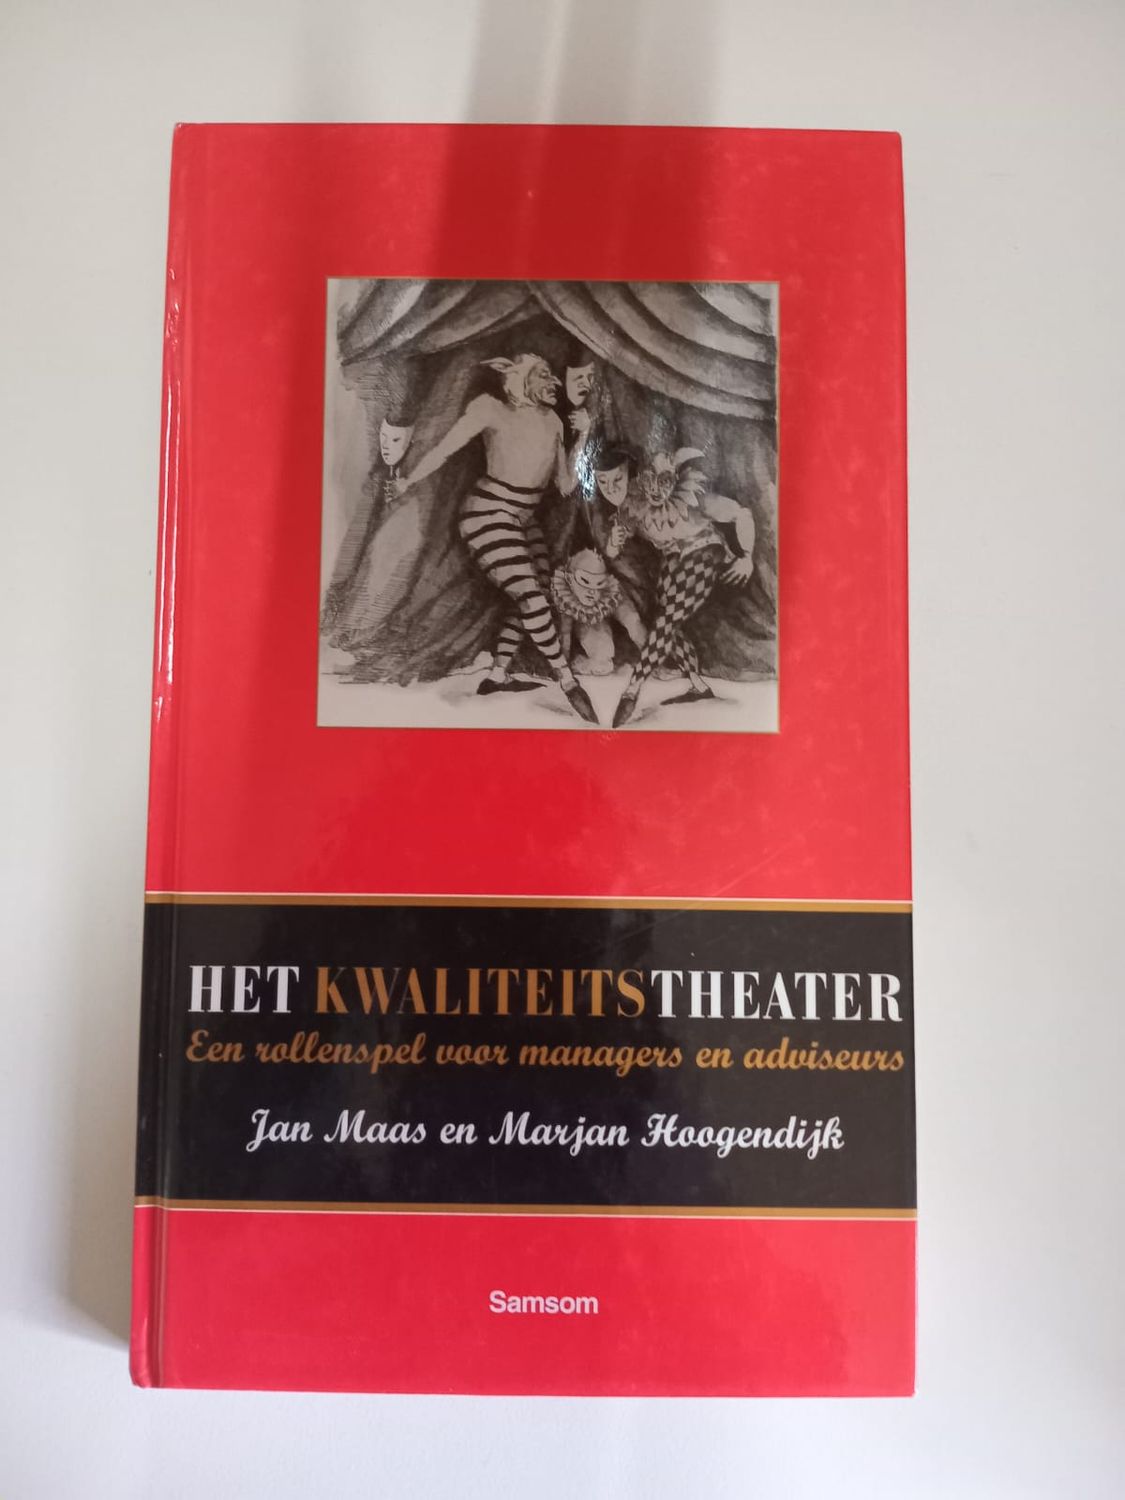 HET KWALITEITSTHEATER
Een rollenspel voor managers en adviseurs
Jan Maas en Marjan Hoogendijk
Samsom